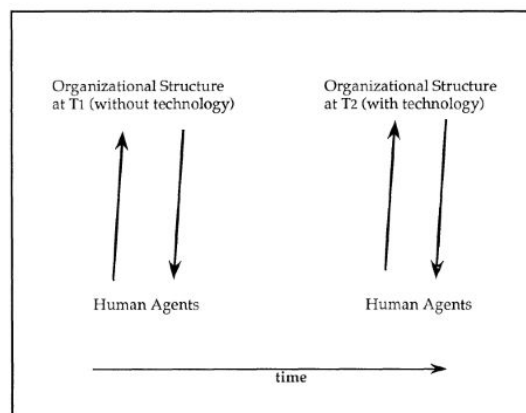 Organizational Structure
at T1 (without technology)
Organizational Structure
at T2 (with technology)
Human Agents
Human Agents
time